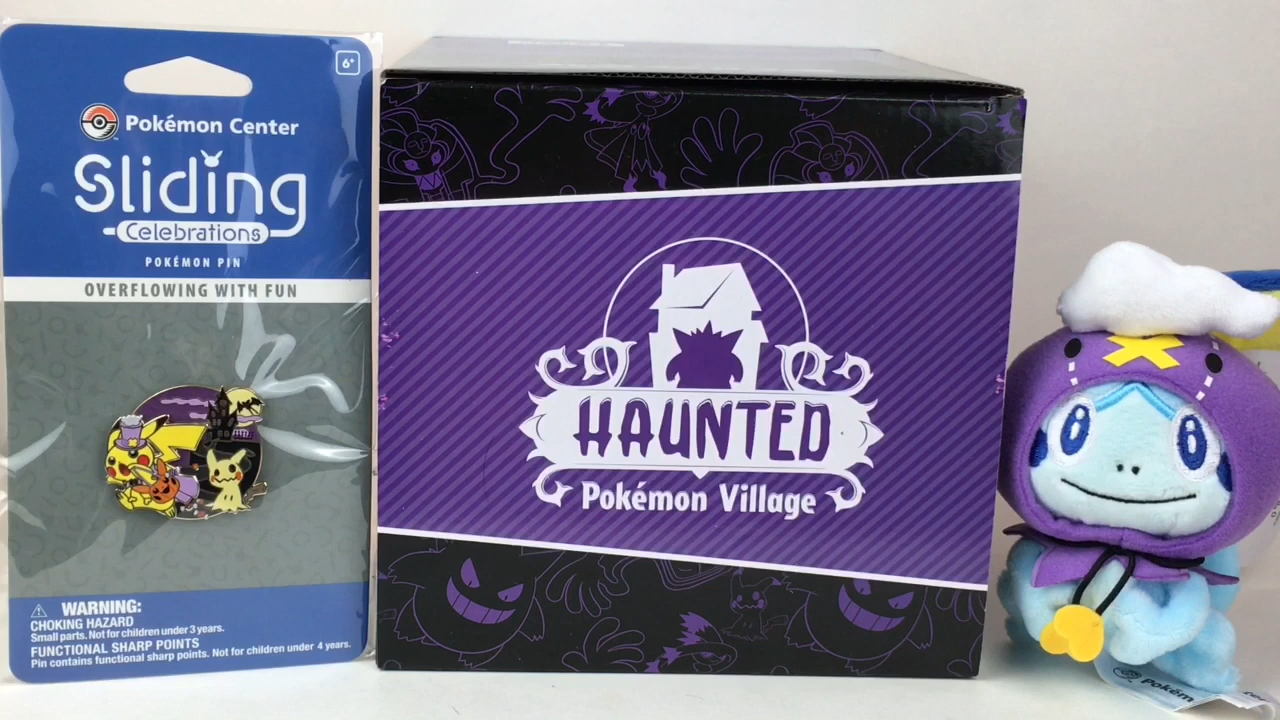 6+
Pokémon Center
Sliding
Celebrations
POKÉMON PIN
OVERFLOWING WITH FUN
WARNING:
CHOKING HAZARD
Small parts. Not for children under 3 years.
FUNCTIONAL SHARP POINTS
Pin contains functional sharp points. Not for children under 4 years.
HAUNTED
Pokémon Village
Pokém